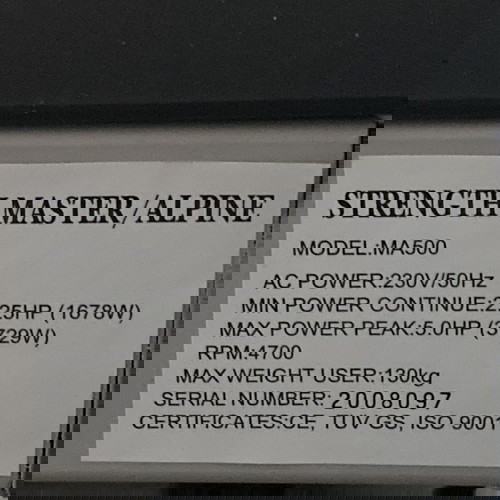 STRENGTH MASTER/ALPINE
MODEL:MA500
AC POWER:230V/50Hz
MIN POWER CONTINUE:2.25HP (1678W)
MAX POWER PEAK:5.0HP (3729W)
RPM:4700
MAX WEIGHT USER:130kg
SERIAL NUMBER: 2008097
CERTIFICATES:CE, TUV GS, ISO 9001